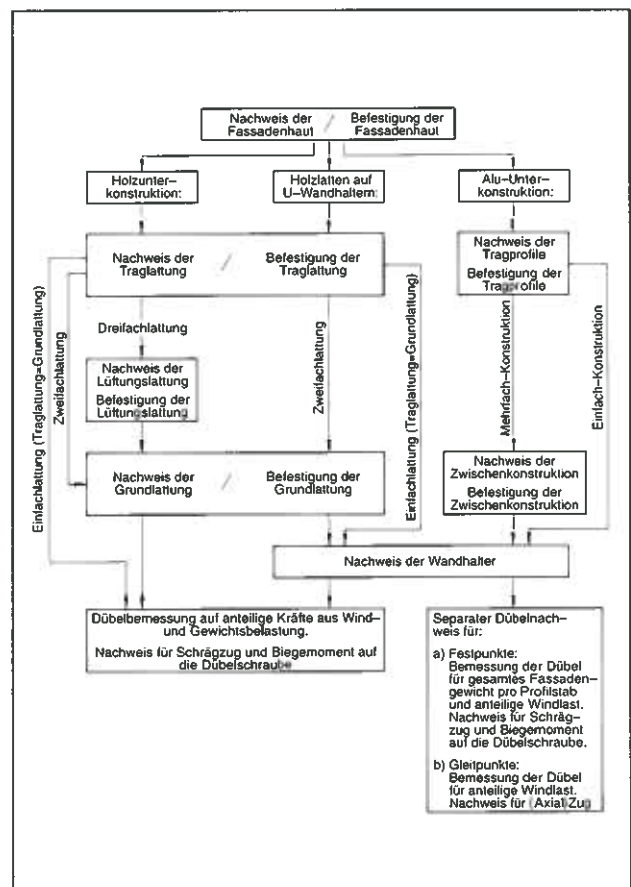 Nachweis der / Befestigung der
Fassadenhaut Fassadenhaut
Holzunter-
konstruktion:
Holzlatten auf
U-Wandhaltern:
Alu-Unter-
konstruktion:
Nachweis der / Befestigung der
Traglattung Traglattung
Nachweis der
Tragprofile
Befestigung der
Tragprofile
Einfachlattung (Traglattung=Grundlattung)
Zweifachlattung
Dreifachlattung
Nachweis der
Lüftungslattung
Befestigung der
Lüftungslattung
Zweifachlattung
Einfachlattung (Traglattung=Grundlattung)
Mehrfach-Konstruktion
Einfach-Konstruktion
Nachweis der / Befestigung der
Grundlattung Grundlattung
Nachweis der
Zwischenkonstruktion
Befestigung der
Zwischenkonstruktion
Nachweis der Wandhalter
Dübelbemessung auf anteilige Kräfte aus Wind-
und Gewichtsbelastung.
Nachweis für Schrägzug und Biegemoment auf
die Dübelschraube
Separater Dübelnach-
weis für:
a) Festpunkte:
Bemessung der Dübel
für gesamtes Fassaden-
gewicht pro Profilstab
und anteilige Windlast.
Nachweis für Schräg-
zug und Biegemoment
auf die Dübelschraube.
b) Gleitpunkte:
Bemessung der Dübel
für anteilige Windlast.
Nachweis für (Axial)Zug